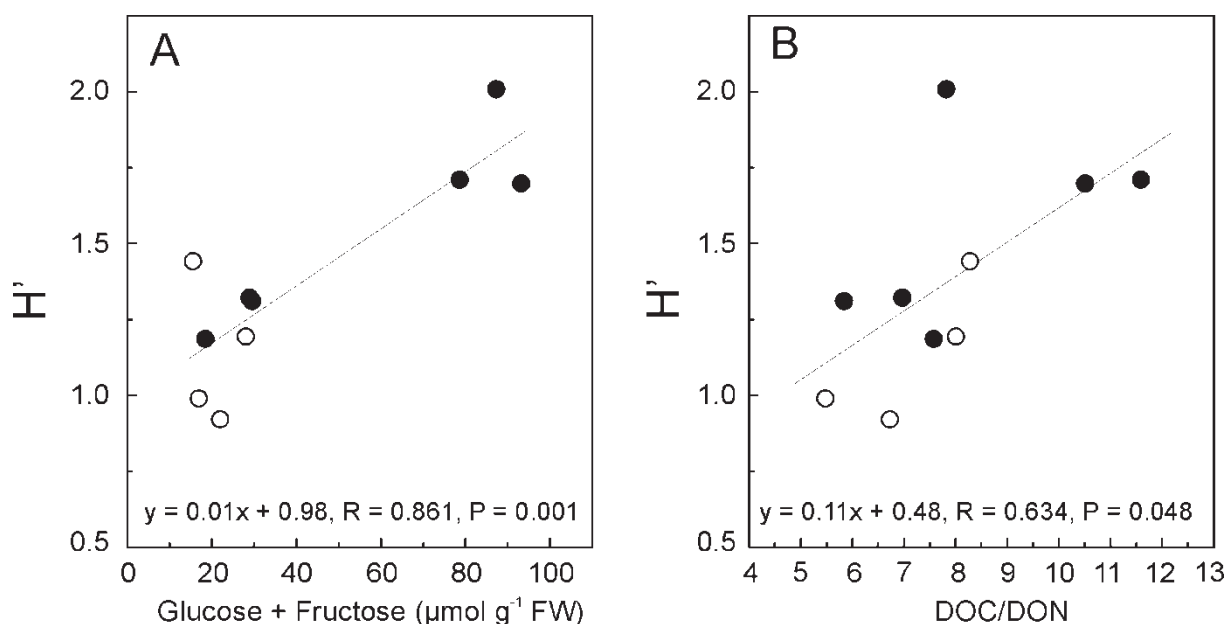 A
H'
2.0
1.5
1.0
0.5
y = 0.01x + 0.98, R = 0.861, P = 0.001
0 20 40 60 80 100
Glucose + Fructose (µmol g⁻¹ FW)
B
H'
2.0
1.5
1.0
0.5
y = 0.11x + 0.48, R = 0.634, P = 0.048
4 5 6 7 8 9 10 11 12 13
DOC/DON